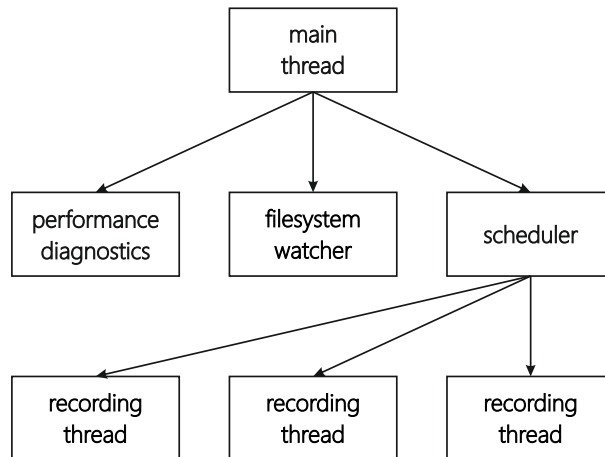 main
thread
performance
diagnostics
filesystem
watcher
scheduler
recording
thread
recording
thread
recording
thread